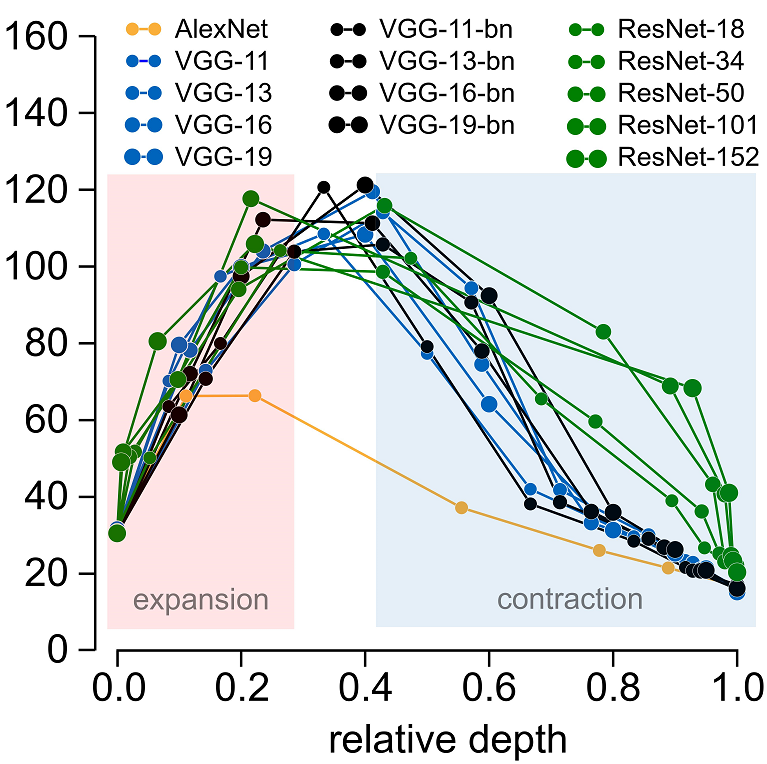 160
140
120
100
80
60
40
20
0
AlexNet
VGG-11
VGG-13
VGG-16
VGG-19
VGG-11-bn
VGG-13-bn
VGG-16-bn
VGG-19-bn
ResNet-18
ResNet-34
ResNet-50
ResNet-101
ResNet-152
expansion
contraction
0.0 0.2 0.4 0.6 0.8 1.0
relative depth